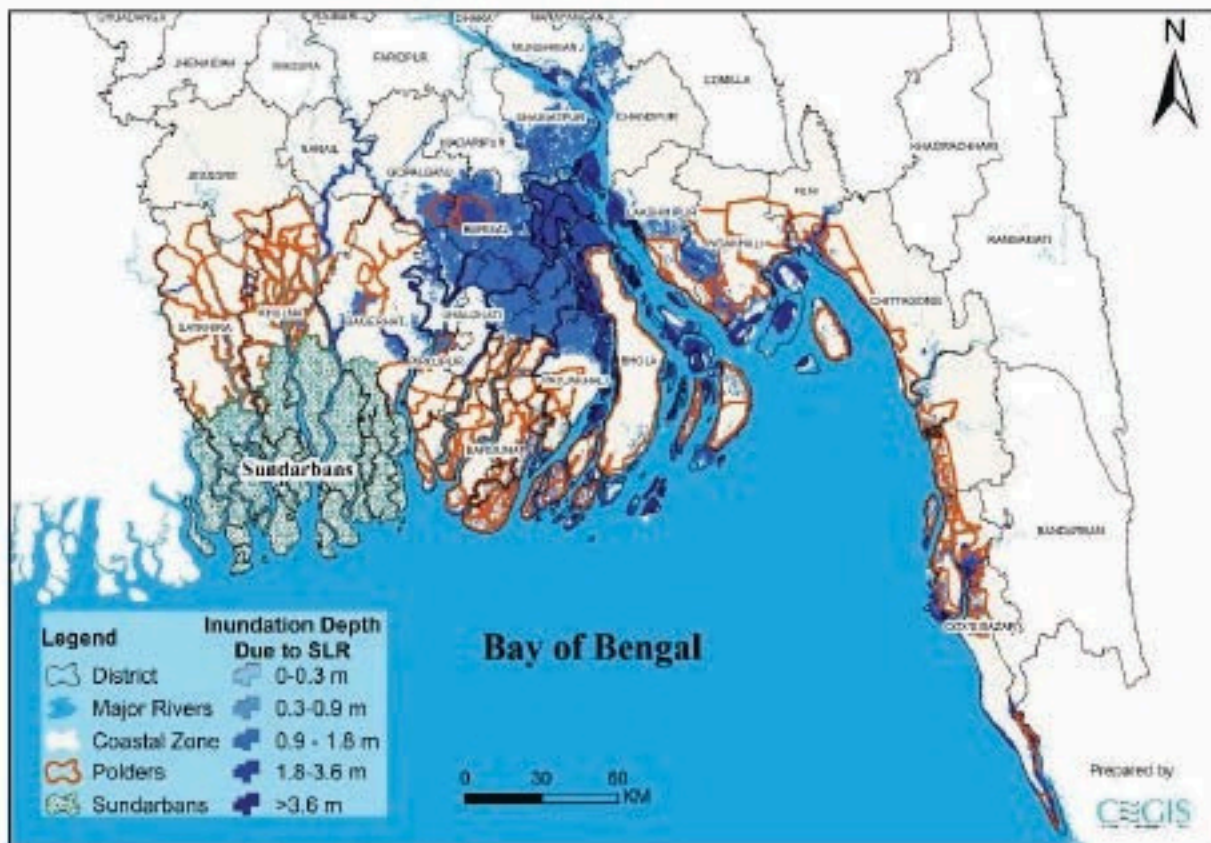 DHAKA
FARIDPUR
COMILLA
N
SHARIATPUR
CHANDPUR
MADARIPUR
NARAIL
KHAGRACHHARI
JESSORE
GOPALGANJ
FENI
LAKSHMIPUR
BARISAL
NOAKHALI
RANGAMATI
CHITTAGONG
KHULNA
SATKHIRA
BAGERHAT
JHALOKATI
PIROJPUR
BHOLA
PATUAKHALI
BARGUNA
Sundarbans
BANDARBAN
COX'S BAZAR
Bay of Bengal
Legend
Inundation Depth
Due to SLR
District
0-0.3 m
Major Rivers
0.3-0.9 m
Coastal Zone
0.9 - 1.8 m
Polders
1.8-3.6 m
Sundarbans
>3.6 m
0 30 60
KM
Prepared by
CEGIS